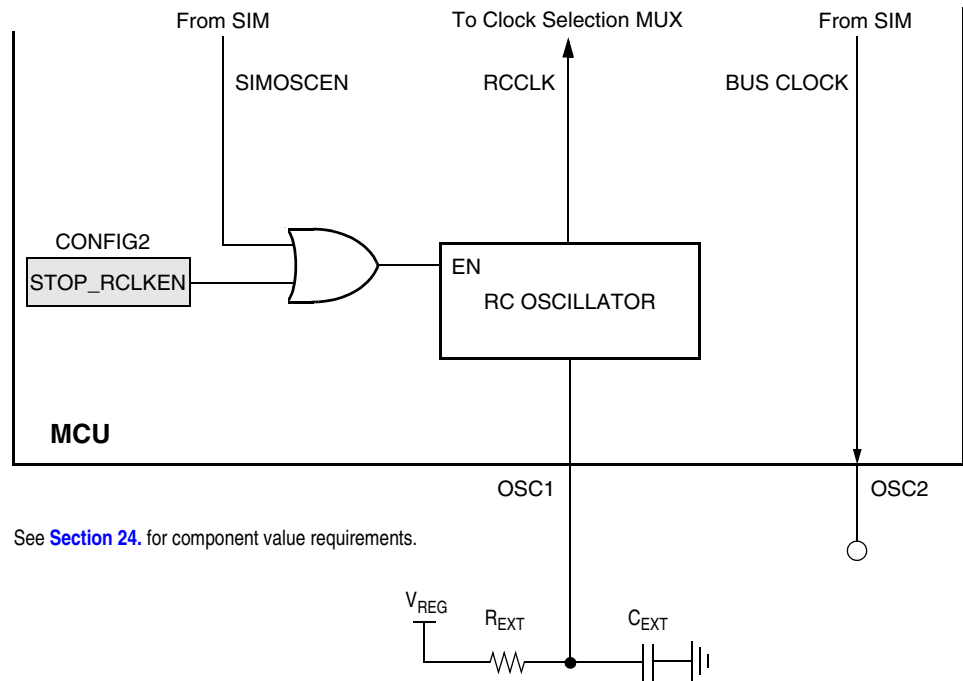 From SIM
To Clock Selection MUX
From SIM
SIMOSCEN
RCCLK
BUS CLOCK
CONFIG2
STOP_RCLKEN
EN
RC OSCILLATOR
MCU
OSC1
OSC2
See Section 24. for component value requirements.
VREG
REXT
CEXT